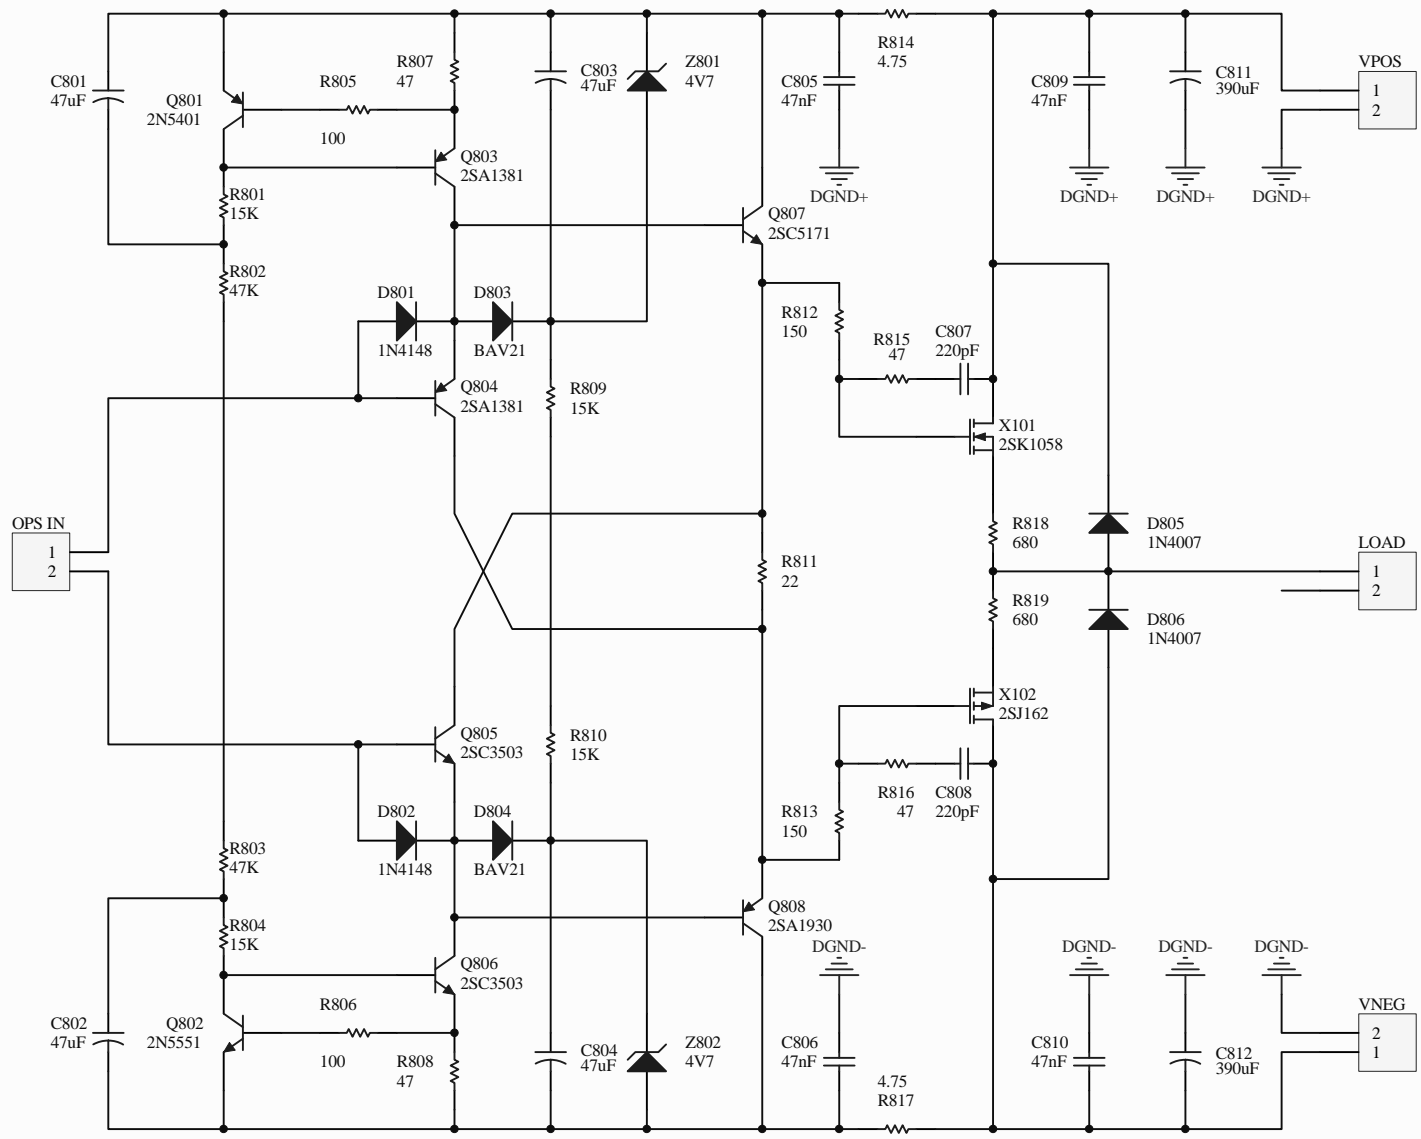 R814
4.75
VPOS
1
2
C801
47uF
R807
47
R805
100
Q801
2N5401
C803
47uF
Z801
4V7
C805
47nF
C809
47nF
C811
390uF
Q803
2SA1381
DGND+
DGND+
DGND+
DGND+
R801
15K
Q807
2SC5171
R802
47K
D801
1N4148
D803
BAV21
R812
150
R815
47
C807
220pF
Q804
2SA1381
R809
15K
X101
2SK1058
OPS IN
1
2
R818
680
D805
1N4007
LOAD
1
2
R811
22
R819
680
D806
1N4007
X102
2SJ162
Q805
2SC3503
R810
15K
R816
47
C808
220pF
D802
1N4148
D804
BAV21
R813
150
R803
47K
R804
15K
Q808
2SA1930
DGND-
DGND-
DGND-
DGND-
Q806
2SC3503
R806
100
C802
47uF
Q802
2N5551
R808
47
C804
47uF
Z802
4V7
C806
47nF
4.75
R817
C810
47nF
C812
390uF
VNEG
2
1